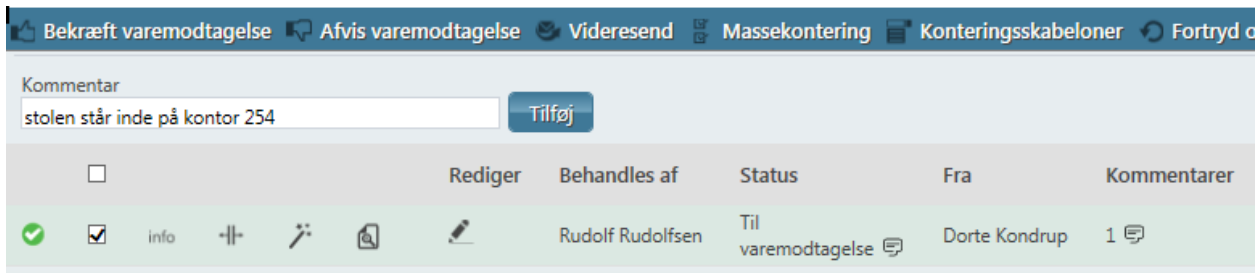 Bekræft varemodtagelse Afvis varemodtagelse Videresend Massekontering Konteringsskabeloner Fortryd o
Kommentar
stolen står inde på kontor 254 Tilføj
Rediger Behandles af Status Fra Kommentarer
info Rudolf Rudolfsen Til Dorte Kondrup 1
varemodtagelse